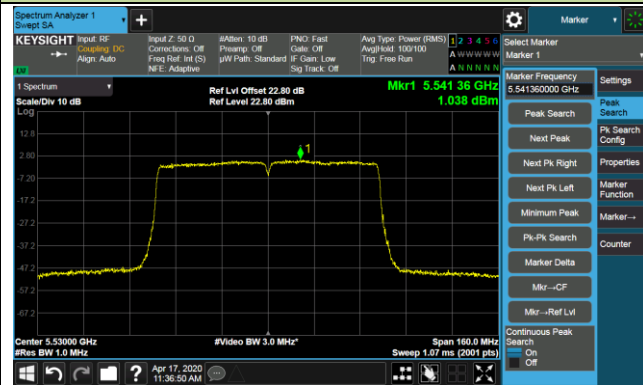 Spectrum Analyzer 1
Swept SA
Marker
KEYSIGHT
Input: RF
Coupling: DC
Align: Auto
Input Z: 50 Ω
Corrections: Off
Freq Ref: Int (S)
NFE: Adaptive
#Atten: 10 dB
Preamp: Off
µW Path: Standard
PNO: Fast
Gate: Off
IF Gain: Low
Sig Track: Off
Avg Type: Power (RMS)
Avg|Hold: 100/100
Trig: Free Run
1 2 3 4 5 6
A W W W W W
A N N N N N
Select Marker
Marker 1
LXI
1 Spectrum
Scale/Div 10 dB
Log
Ref Lvl Offset 22.80 dB
Ref Level 22.80 dBm
Mkr1 5.541 36 GHz
1.038 dBm
12.8
2.80
-7.20
-17.2
-27.2
-37.2
-47.2
-57.2
-67.2
1
Center 5.53000 GHz
#Res BW 1.0 MHz
#Video BW 3.0 MHz*
Span 160.0 MHz
Sweep 1.07 ms (2001 pts)
Marker Frequency
5.541360000 GHz
Peak Search
Next Peak
Next Pk Right
Next Pk Left
Minimum Peak
Pk-Pk Search
Marker Delta
Mkr→CF
Mkr→Ref Lvl
Continuous Peak
Search
On
Off
Settings
Peak
Search
Pk Search
Config
Properties
Marker
Function
Marker→
Counter
?
Apr 17, 2020
11:36:50 AM